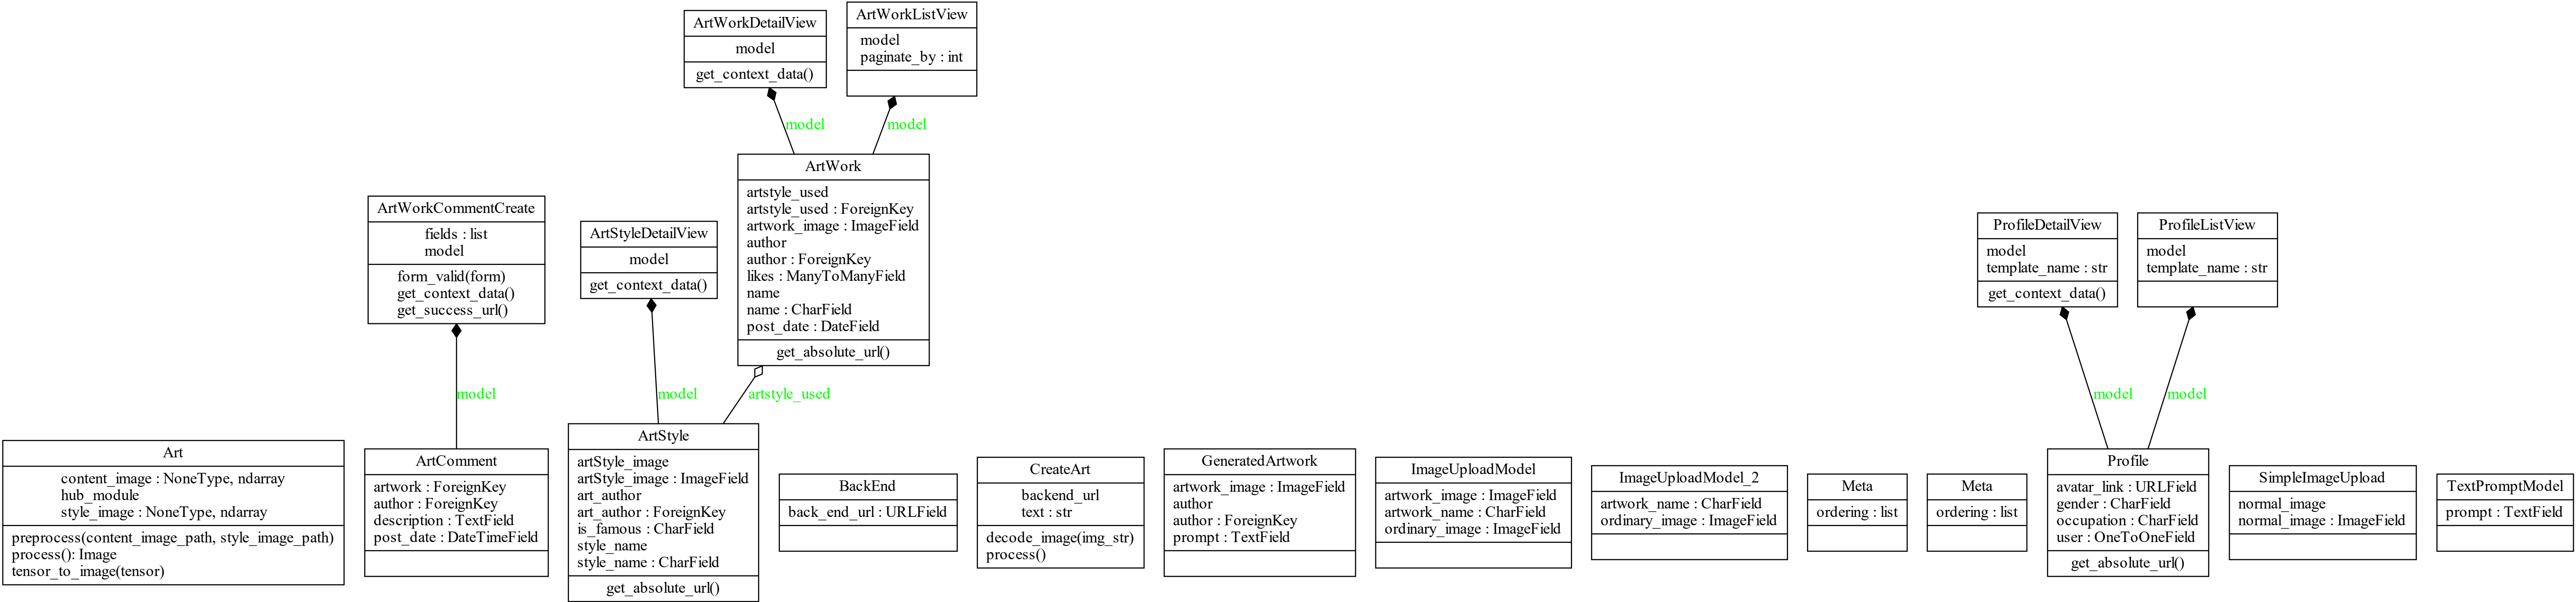 ArtWorkDetailView
model
get_context_data()
ArtWorkListView
model
paginate_by : int
model
model
ArtWork
artstyle_used
artstyle_used : ForeignKey
artwork_image : ImageField
author
author : ForeignKey
likes : ManyToManyField
name
name : CharField
post_date : DateField
get_absolute_url()
ArtWorkCommentCreate
fields : list
model
form_valid(form)
get_context_data()
get_success_url()
ArtStyleDetailView
model
get_context_data()
ProfileDetailView
model
template_name : str
get_context_data()
ProfileListView
model
template_name : str
model
model
artstyle_used
model
model
Art
content_image : NoneType, ndarray
hub_module
style_image : NoneType, ndarray
preprocess(content_image_path, style_image_path)
process(): Image
tensor_to_image(tensor)
ArtComment
artwork : ForeignKey
author : ForeignKey
description : TextField
post_date : DateTimeField
ArtStyle
artStyle_image
artStyle_image : ImageField
art_author
art_author : ForeignKey
is_famous : CharField
style_name
style_name : CharField
get_absolute_url()
BackEnd
back_end_url : URLField
CreateArt
backend_url
text : str
decode_image(img_str)
process()
GeneratedArtwork
artwork_image : ImageField
author
author : ForeignKey
prompt : TextField
ImageUploadModel
artwork_image : ImageField
artwork_name : CharField
ordinary_image : ImageField
ImageUploadModel_2
artwork_name : CharField
ordinary_image : ImageField
Meta
ordering : list
Meta
ordering : list
Profile
avatar_link : URLField
gender : CharField
occupation : CharField
user : OneToOneField
get_absolute_url()
SimpleImageUpload
normal_image
normal_image : ImageField
TextPromptModel
prompt : TextField